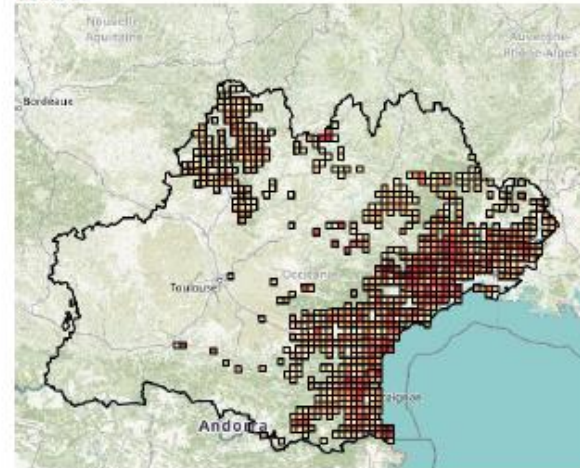 Nouvelle-
Aquitaine
Auvergne-
Rhône-Alpes
Bordeaux
Toulouse
Occitanie
Andorra